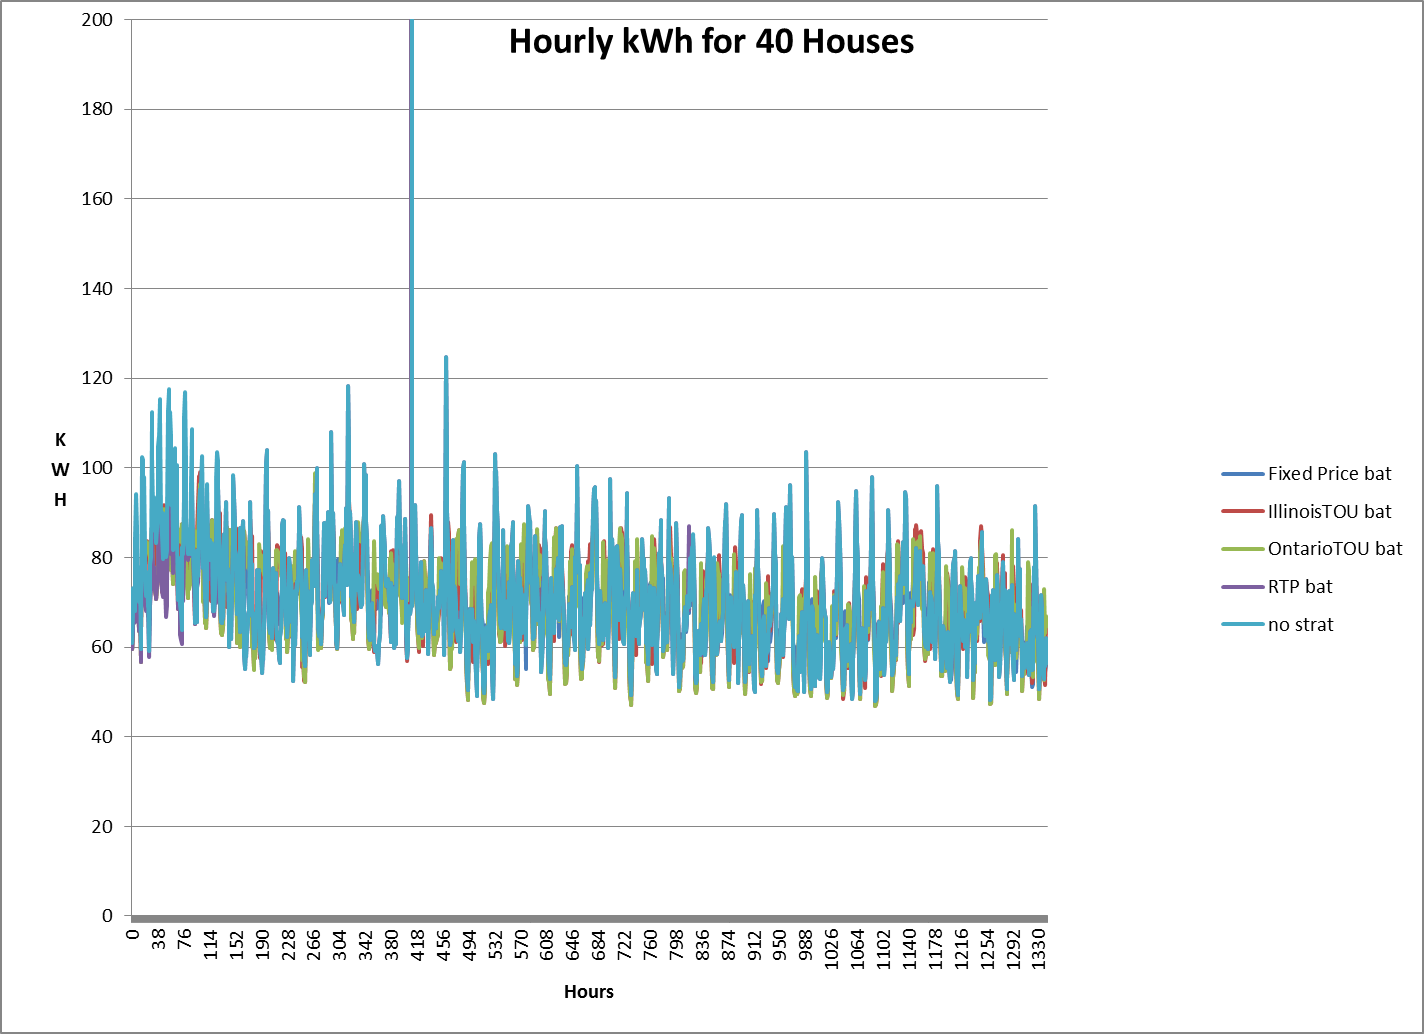 Hourly kWh for 40 Houses
200
180
160
140
120
100
80
60
40
20
0
K
W
H
0 38 76 114 152 190 228 266 304 342 380 418 456 494 532 570 608 646 684 722 760 798 836 874 912 950 988 1026 1064 1102 1140 1178 1216 1254 1292 1330
Hours
Fixed Price bat
IllinoisTOU bat
OntarioTOU bat
RTP bat
no strat